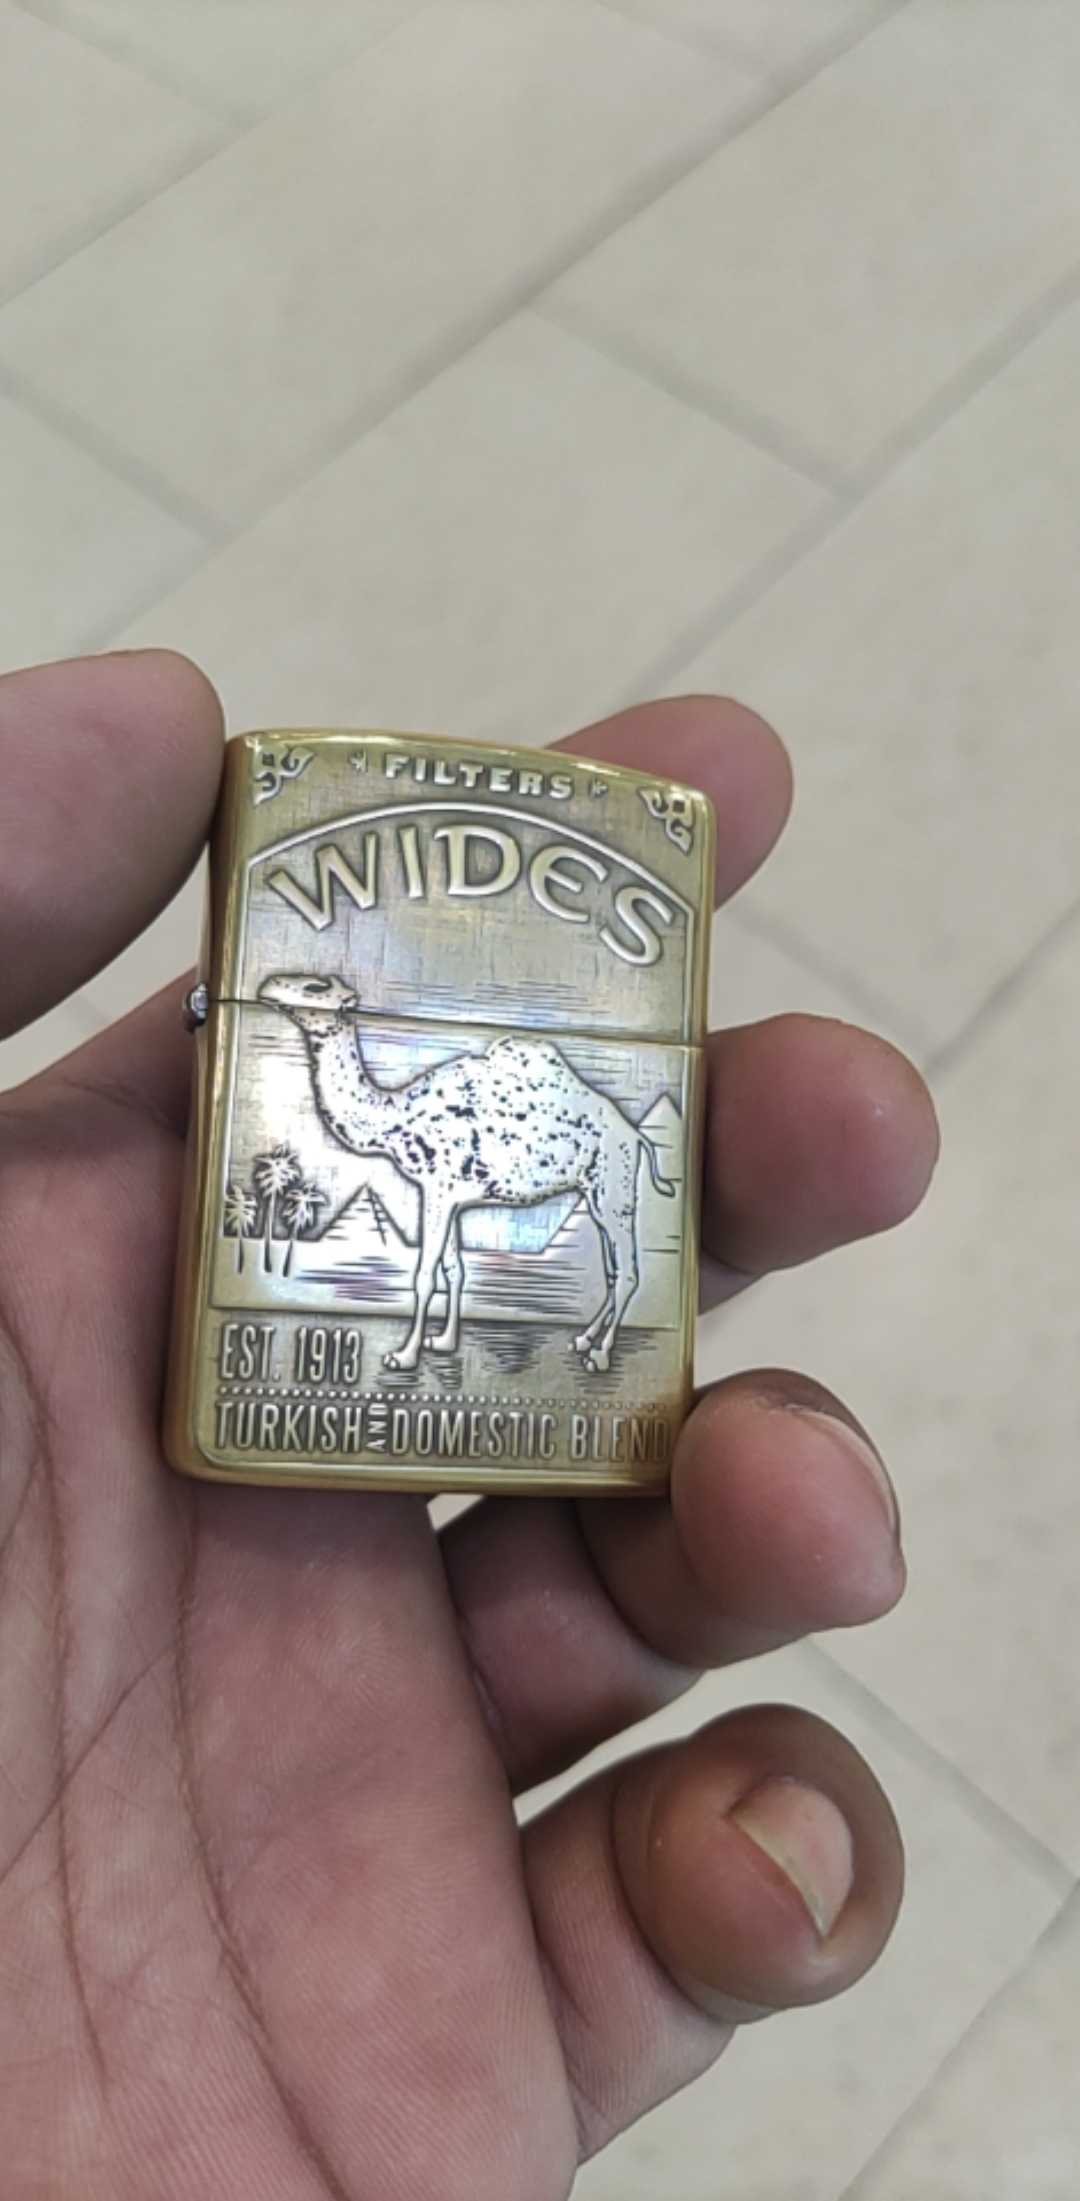 FILTERS
WIDES
EST. 1913
TURKISH AND DOMESTIC BLEND